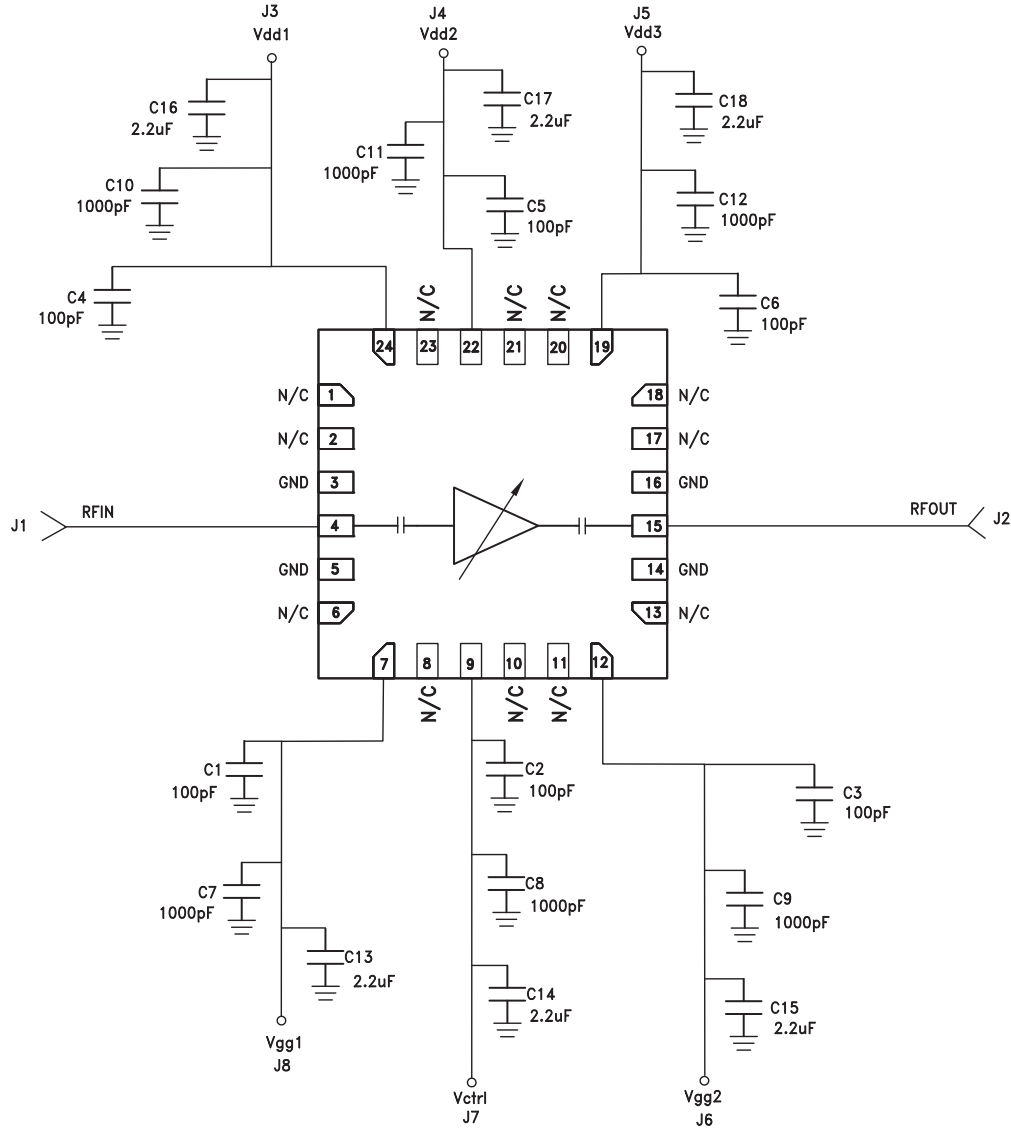 J3
Vdd1
J4
Vdd2
J5
Vdd3
C16
2.2uF
C17
2.2uF
C18
2.2uF
C10
1000pF
C11
1000pF
C5
100pF
C12
1000pF
C4
100pF
C6
100pF
N/C
N/C
N/C
24
23
22
21
20
19
N/C
1
18
N/C
N/C
2
17
N/C
GND
3
16
GND
J1
RFIN
4
15
RFOUT
J2
GND
5
14
GND
N/C
6
13
N/C
7
8
9
10
11
12
N/C
N/C
N/C
C1
100pF
C2
100pF
C3
100pF
C7
1000pF
C8
1000pF
C9
1000pF
C13
2.2uF
C14
2.2uF
C15
2.2uF
Vgg1
J8
Vctrl
J7
Vgg2
J6